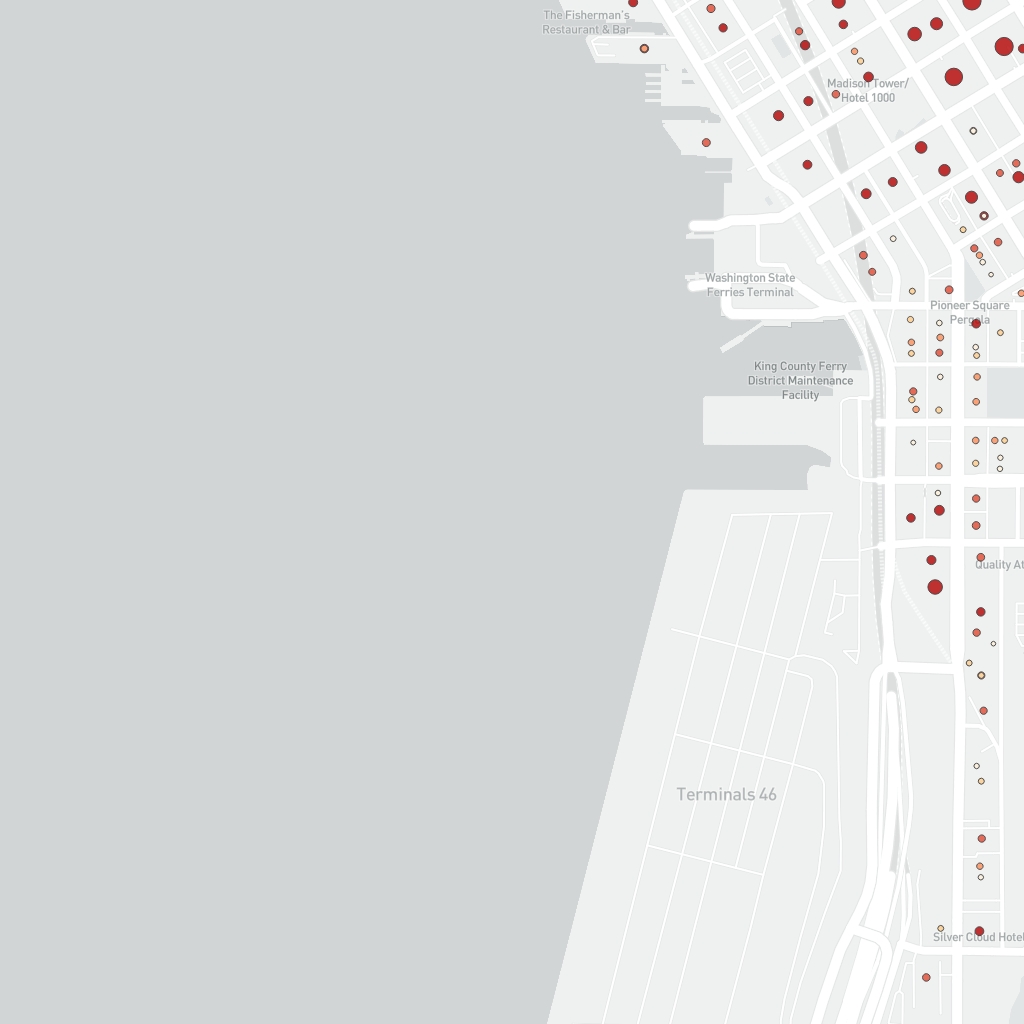 The Fisherman's
Restaurant & Bar
Madison Tower/
Hotel 1000
Washington State
Ferries Terminal
Pioneer Square
Pergola
King County Ferry
District Maintenance
Facility
Quality At
Terminals 46
Silver Cloud Hotel